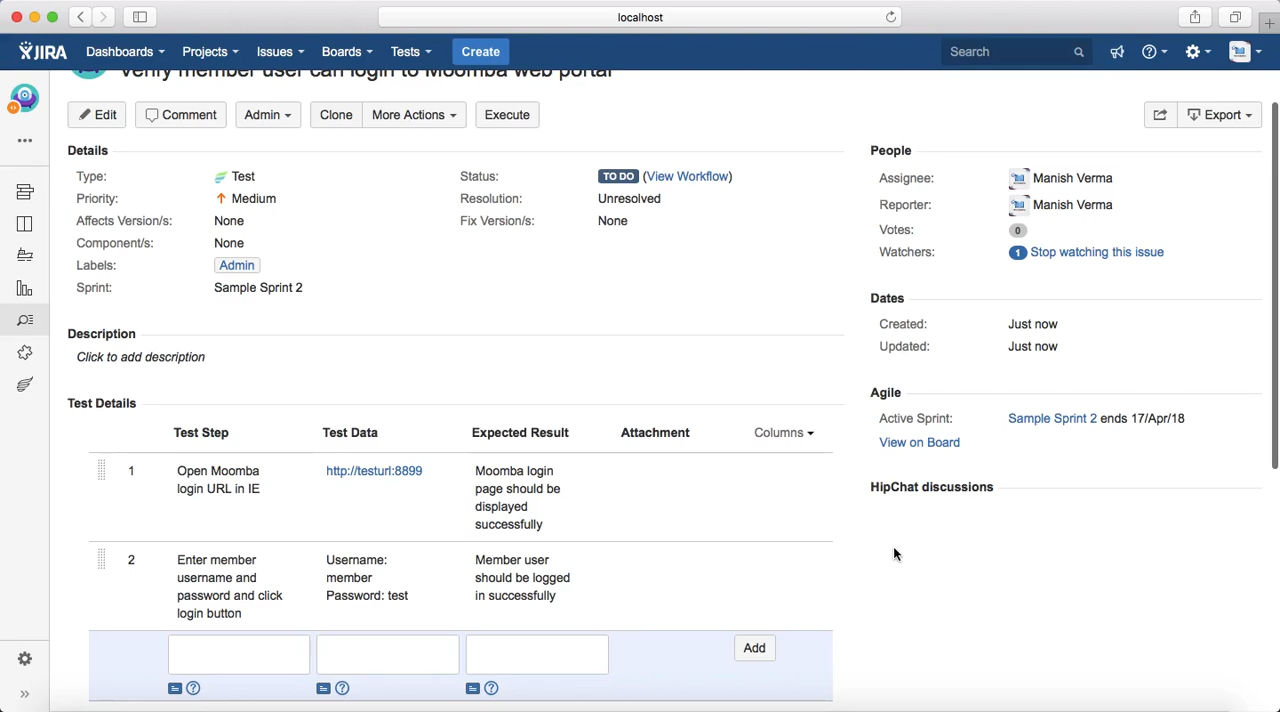 localhost
JIRA Dashboards Projects Issues Boards Tests Create Search
Verify member user can login to Moomba web portal
Edit Comment Admin Clone More Actions Execute Export
Details
Type: Test
Priority: Medium
Affects Version/s: None
Component/s: None
Labels: Admin
Sprint: Sample Sprint 2
Status: TO DO (View Workflow)
Resolution: Unresolved
Fix Version/s: None
Description
Click to add description
Test Details
Test Step Test Data Expected Result Attachment Columns
1 Open Moomba http://testurl:8899 Moomba login
login URL in IE page should be
displayed
successfully
2 Enter member Username: Member user
username and member should be logged
password and click Password: test in successfully
login button
Add
People
Assignee: Manish Verma
Reporter: Manish Verma
Votes: 0
Watchers: 1 Stop watching this issue
Dates
Created: Just now
Updated: Just now
Agile
Active Sprint: Sample Sprint 2 ends 17/Apr/18
View on Board
HipChat discussions